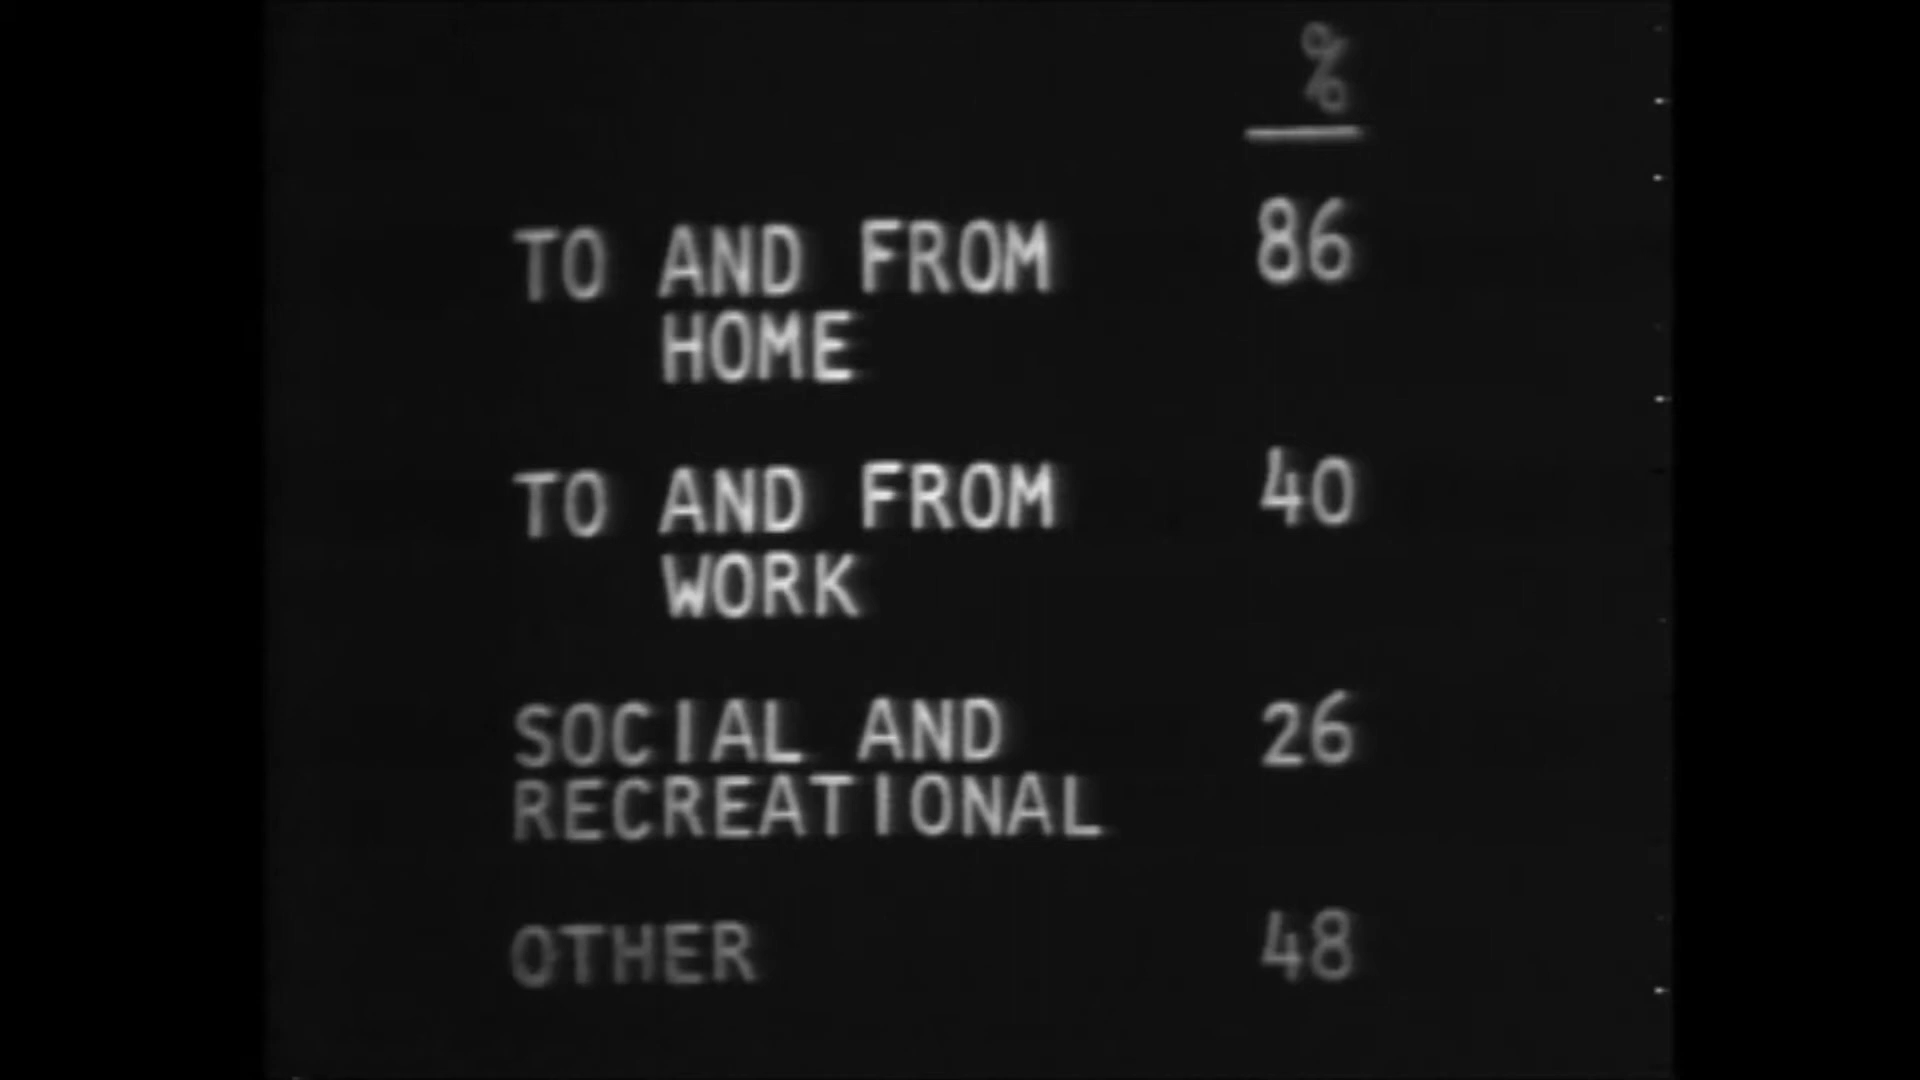 %
TO AND FROM 86
HOME
TO AND FROM 40
WORK
SOCIAL AND 26
RECREATIONAL
OTHER 48